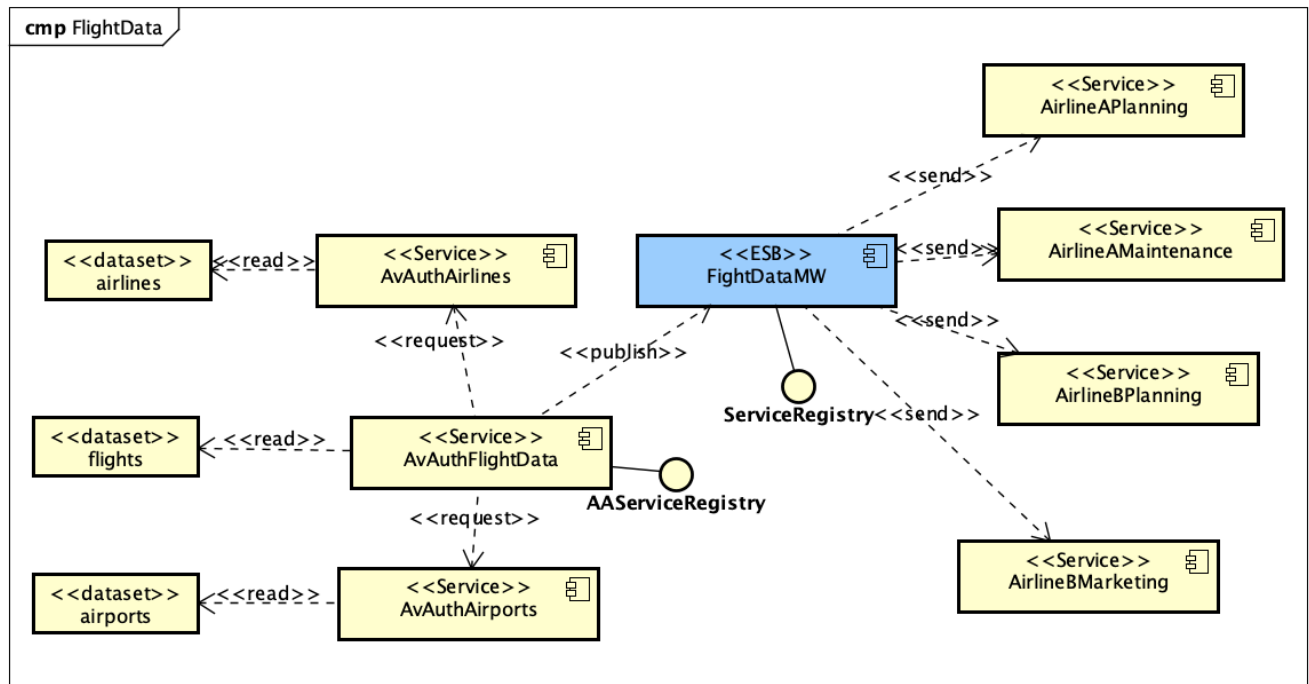 cmp FlightData
<<Service>>
AirlineAPlanning
<<send>>
<<dataset>>
airlines
<<read>>
<<Service>>
AvAuthAirlines
<<ESB>>
FightDataMW
<<send>>
<<Service>>
AirlineAMaintenance
<<request>>
<<publish>>
<<send>>
<<Service>>
AirlineBPlanning
ServiceRegistry
<<send>>
<<dataset>>
flights
<<read>>
<<Service>>
AvAuthFlightData
AAServiceRegistry
<<request>>
<<dataset>>
airports
<<read>>
<<Service>>
AvAuthAirports
<<Service>>
AirlineBMarketing